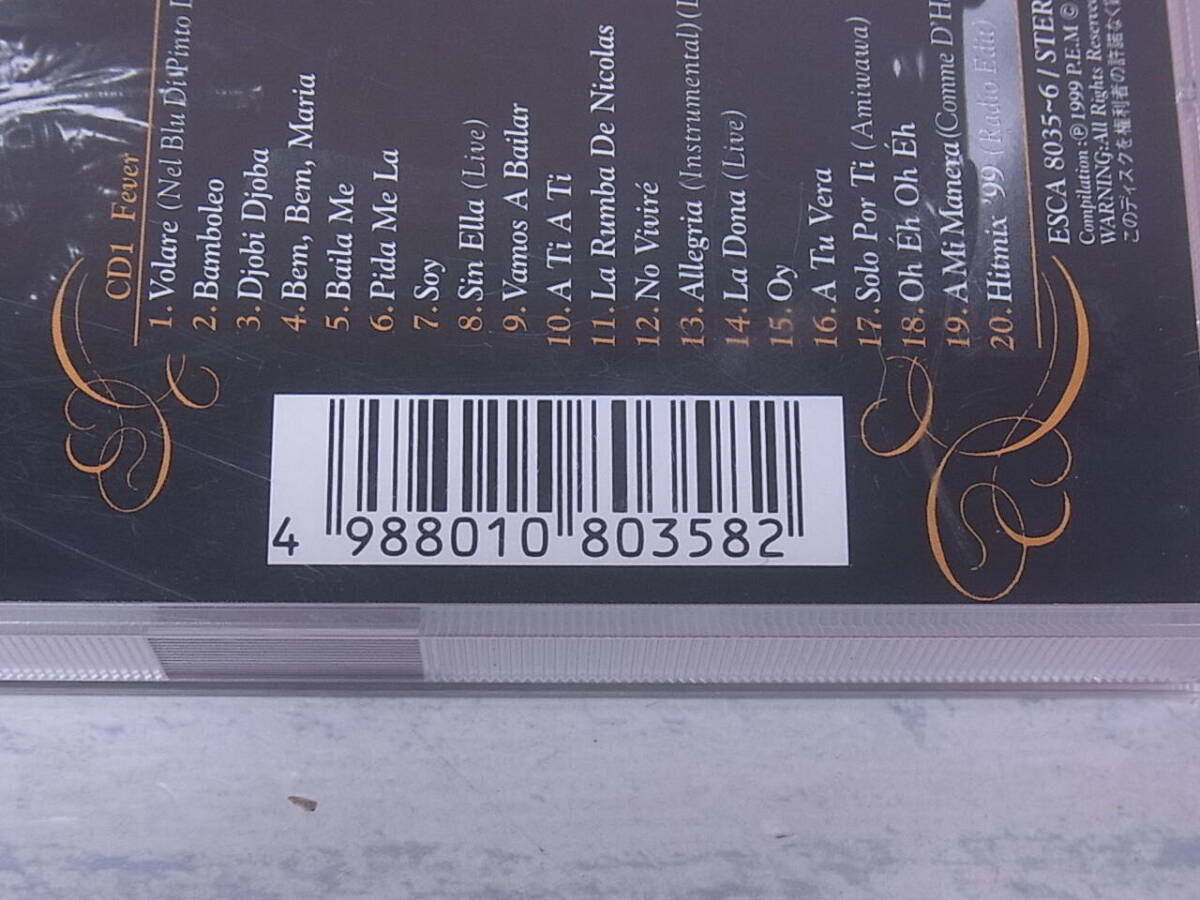 CD1 Fever
1. Volare (Nel Blu Di Pinto
2. Bamboleo
3. Djobi Djoba
4. Bem, Bem, Maria
5. Baila Me
6. Pida Me La
7. Soy
8. Sin Ella (Live)
9. Vamos A Bailar
10. A Ti A Ti
11. La Rumba De Nicolas
12. No Viviré
13. Allegria (Instrumental)
14. La Dona (Live)
15. Oy
16. A Tu Vera
17. Solo Por Ti (Amiwawa)
18. Oh Éh Oh Éh
19. A Mi Manera (Comme D'H
20. Hitmix '99 (Radio Edit)
ESCA 8035~6 / STER
Compilation :Ⓟ 1999 P.E.M ©
WARNING:All Rights Reserved
このディスクを権利者の許諾なく
4 988010 803582